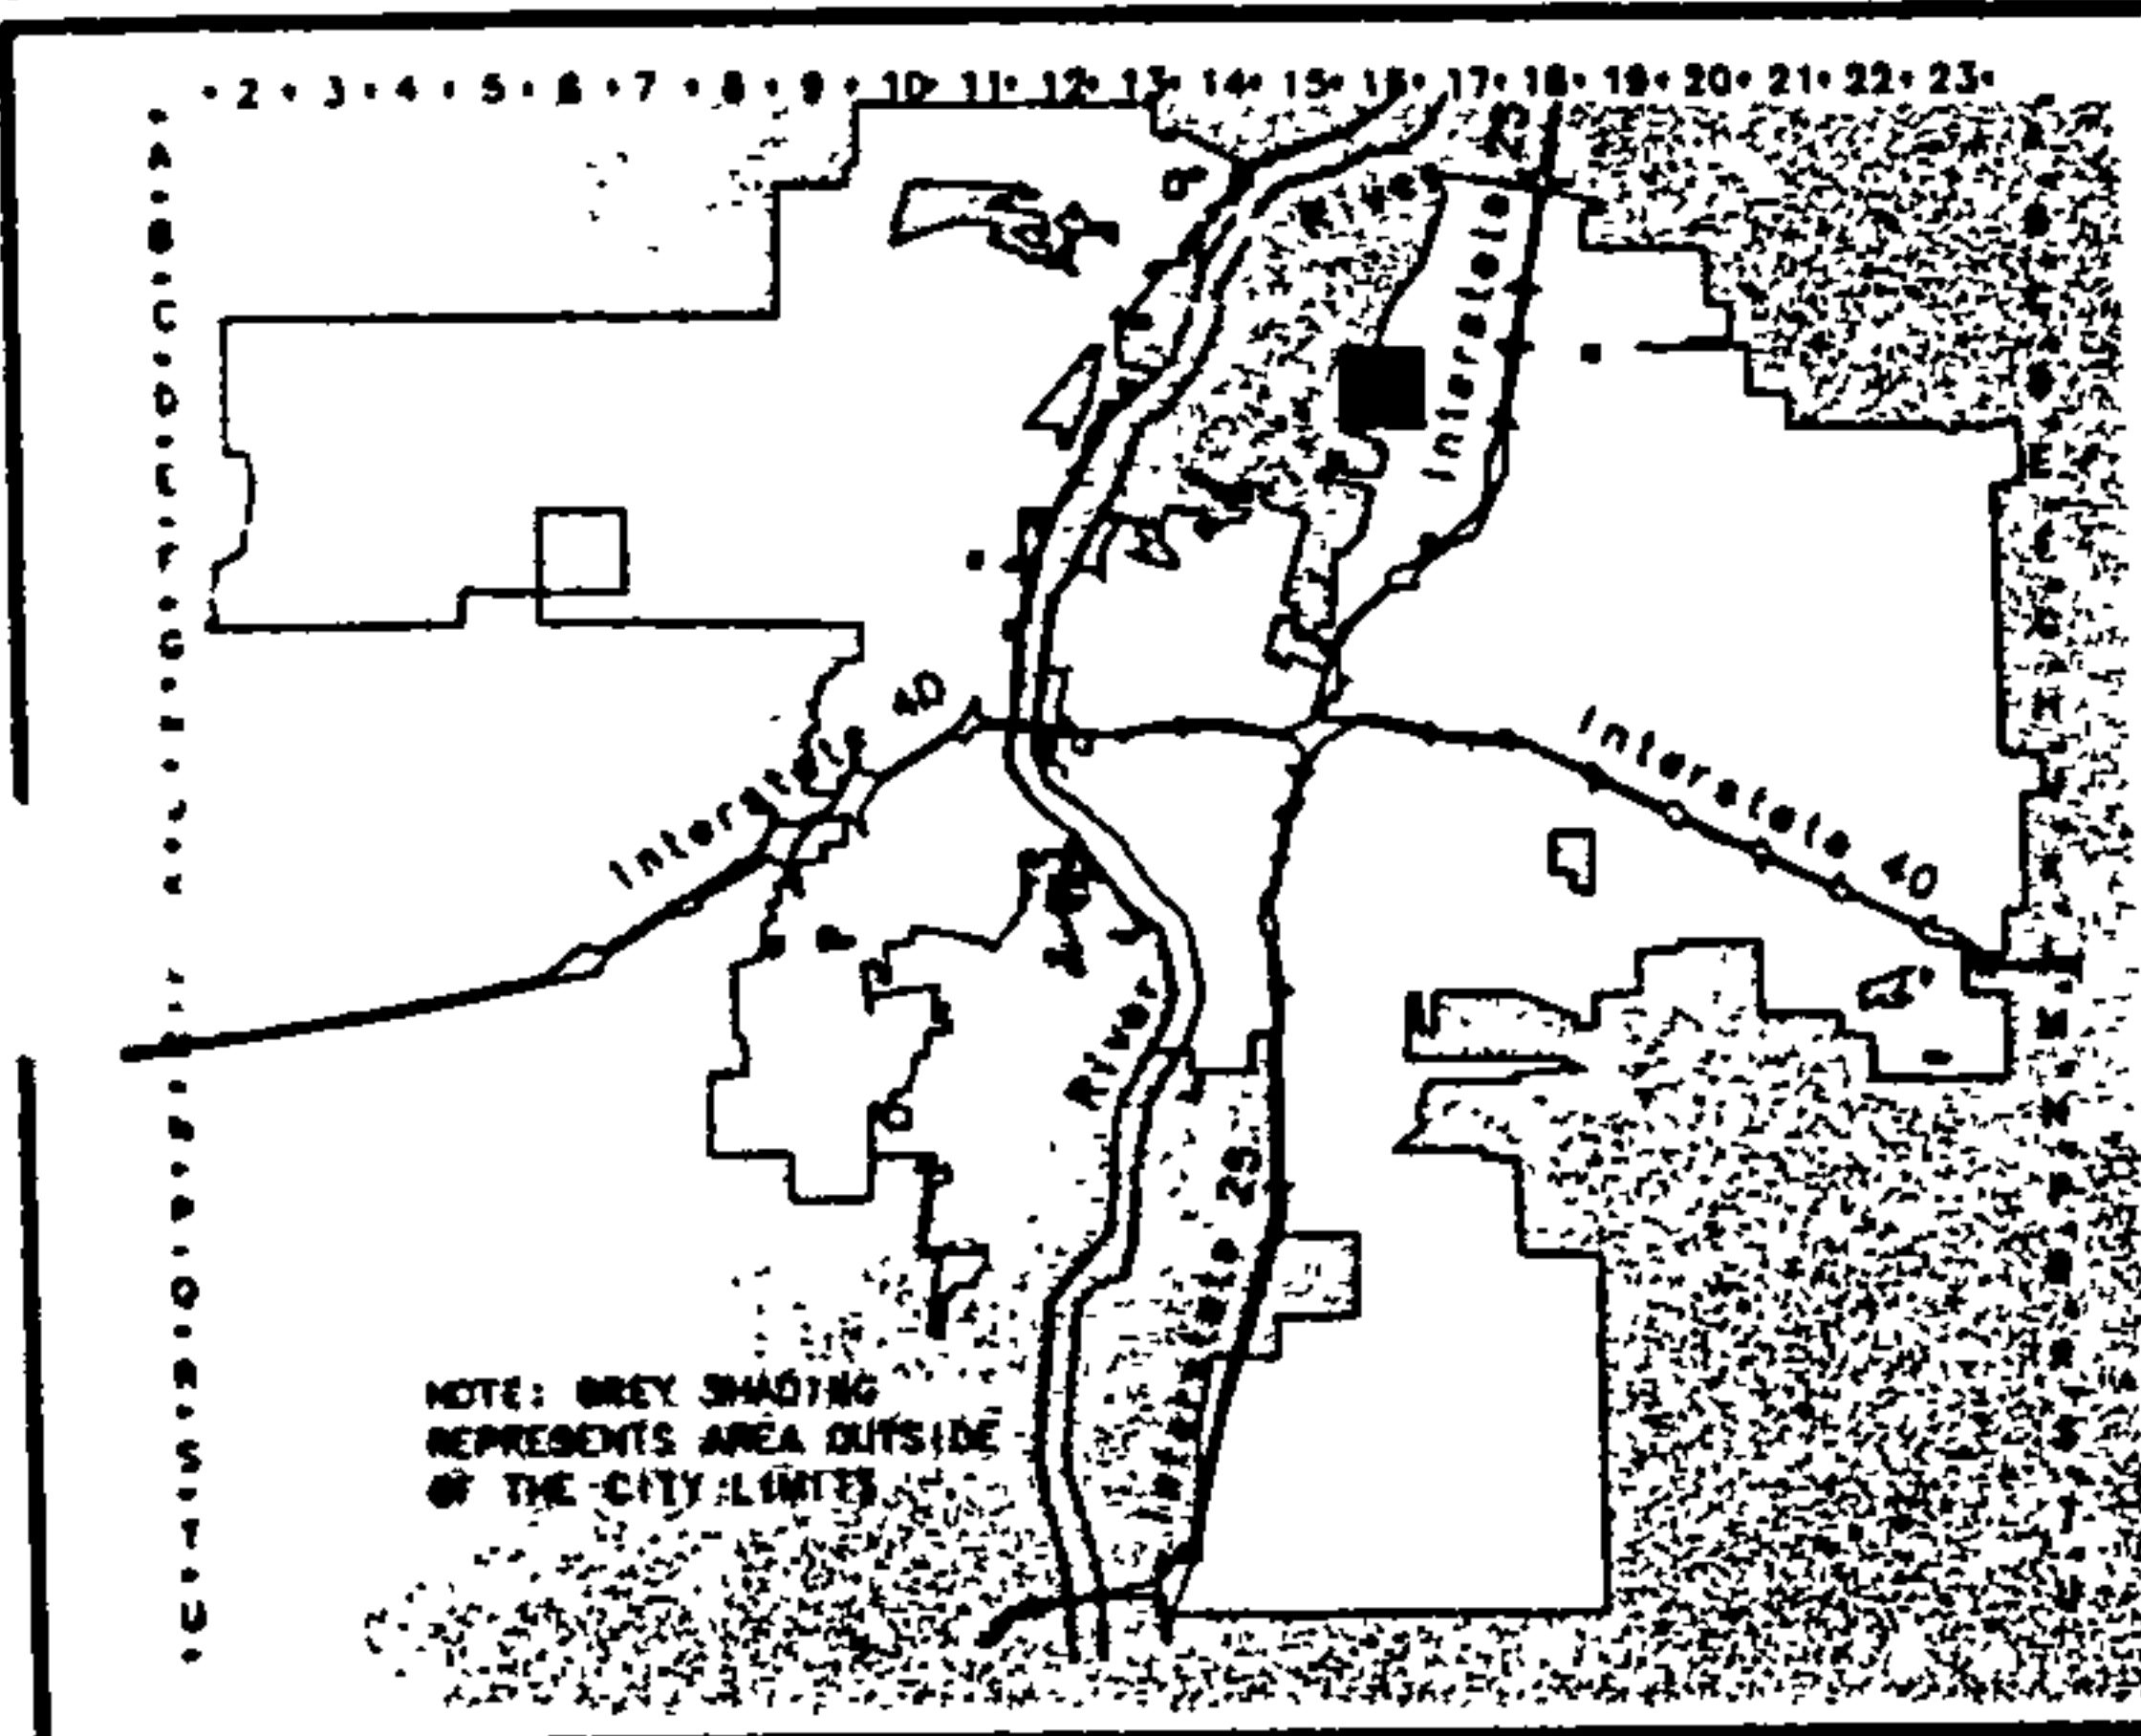 2 3 4 5 6 7 8 9 10 11 12 13 14 15 16 17 18 19 20 21 22 23
A
B
C
D
E
F
G
H
J
K
N
P
Q
R
S
T
U
River
Interstate 25
Interstate 40
Interstate 40
River
Interstate 25
NOTE: GREY SHADING
REPRESENTS AREA OUTSIDE
OF THE CITY LIMITS
E
H
M
N
P
R
S
T